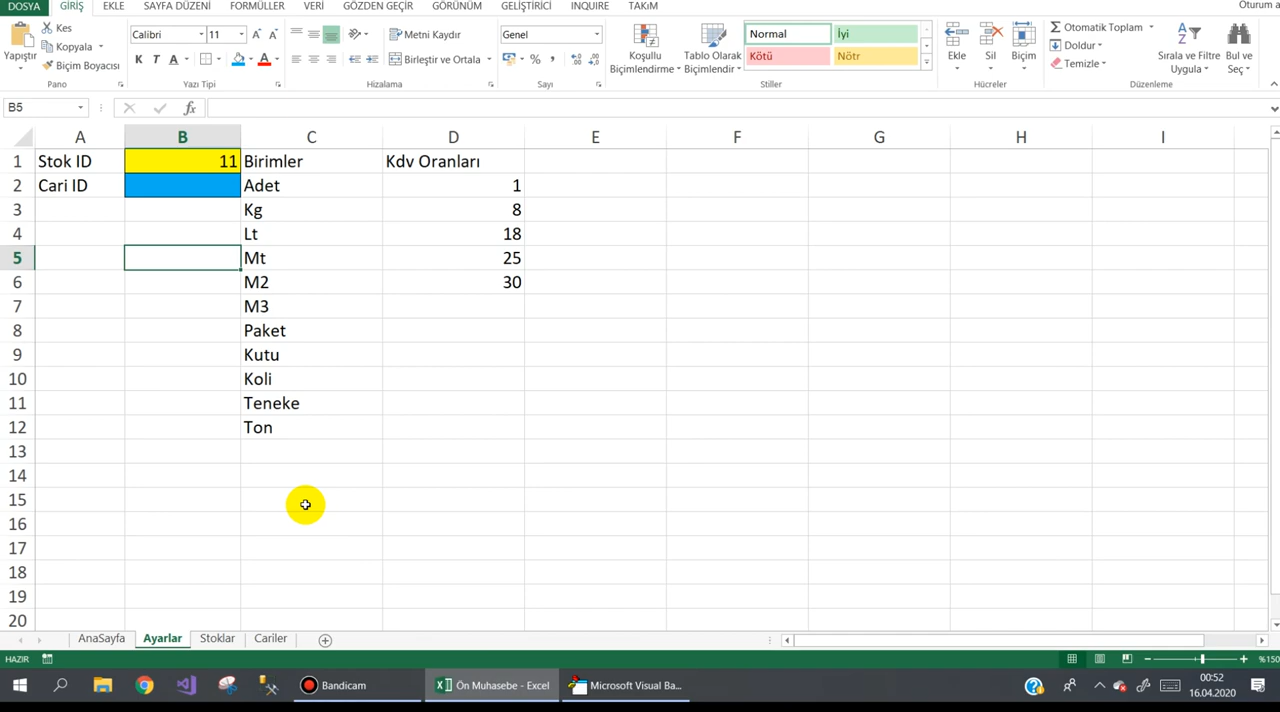 DOSYA GİRİŞ EKLE SAYFA DÜZENİ FORMÜLLER VERİ GÖZDEN GEÇİR GÖRÜNÜM GELİŞTİRİCİ INQUIRE TAKıM Oturum a
Yapıştır
Kes
Kopyala
Biçim Boyacısı
Pano
Calibri 11
K T A A
Yazı Tipi
Metni Kaydır
Birleştir ve Ortala
Hizalama
Genel
%
Sayı
Koşullu Biçimlendirme
Tablo Olarak Biçimlendir
Normal İyi
Kötü Nötr
Stiller
Ekle Sil Biçim
Hücreler
Otomatik Toplam
Doldur
Temizle
Sırala ve Filtre Uygula
Bul ve Seç
Düzenleme
B5 fx
A B C D E F G H I
1 Stok ID 11 Birimler Kdv Oranları
2 Cari ID Adet 1
3 Kg 8
4 Lt 18
5 Mt 25
6 M2 30
7 M3
8 Paket
9 Kutu
10 Koli
11 Teneke
12 Ton
13
14
15
16
17
18
19
20
AnaSayfa Ayarlar Stoklar Cariler
HAZIR %150
Bandicam Ön Muhasebe - Excel Microsoft Visual Ba... 00:52
16.04.2020